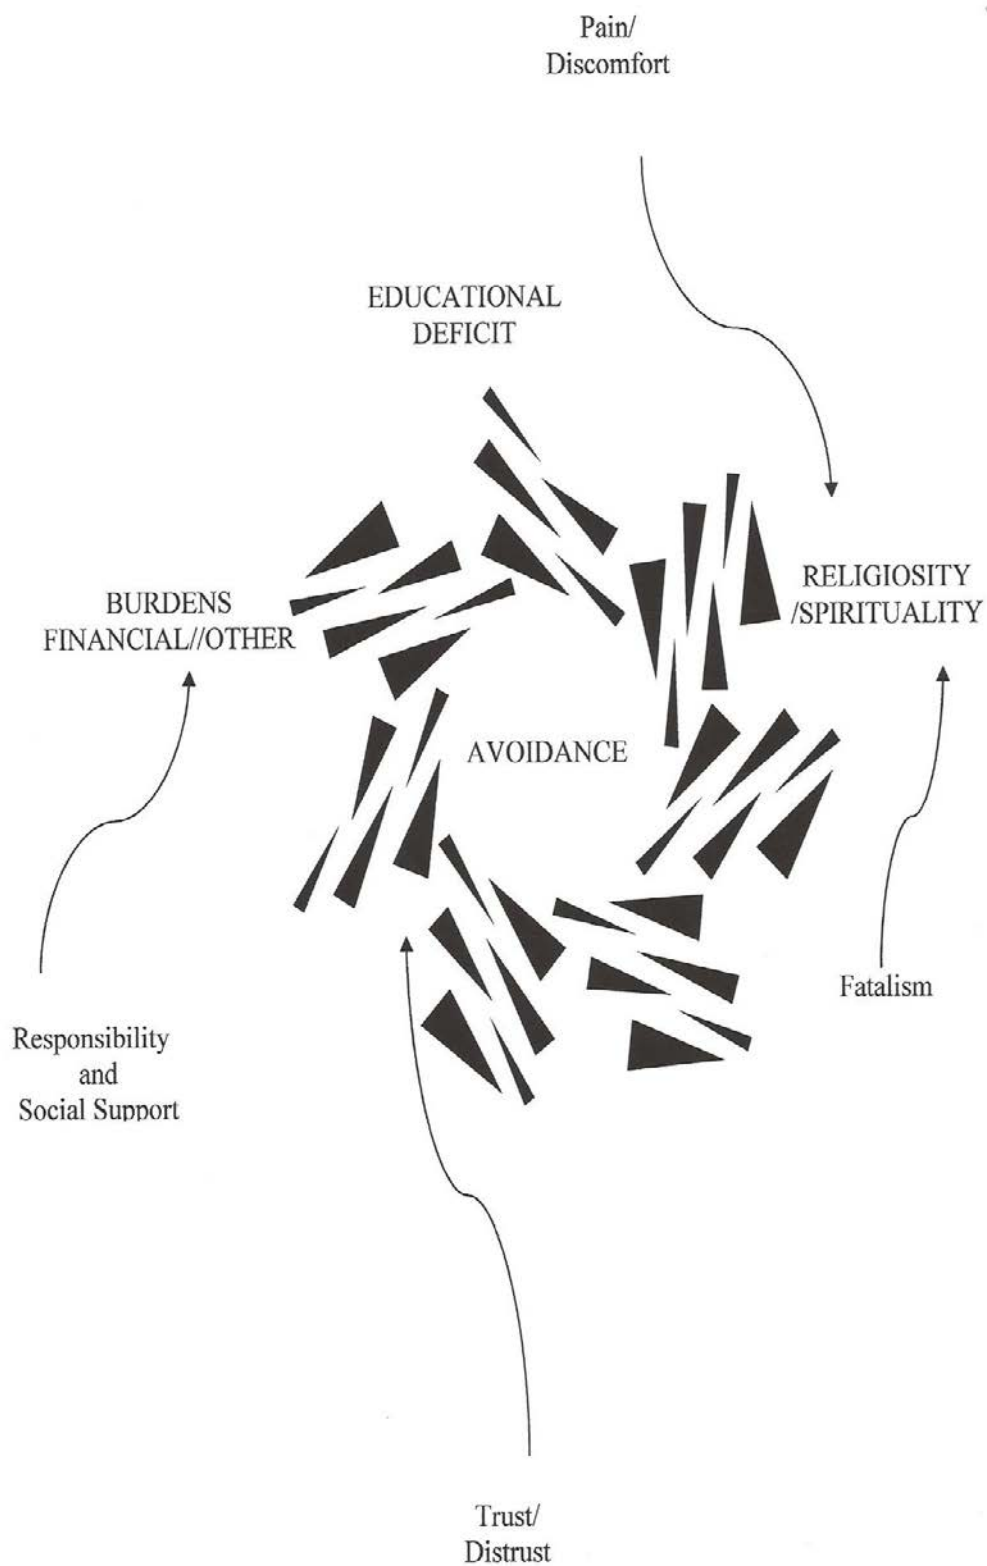 Pain/
Discomfort
EDUCATIONAL
DEFICIT
RELIGIOSITY
/SPIRITUALITY
BURDENS
FINANCIAL//OTHER
AVOIDANCE
Fatalism
Responsibility
and
Social Support
Trust/
Distrust